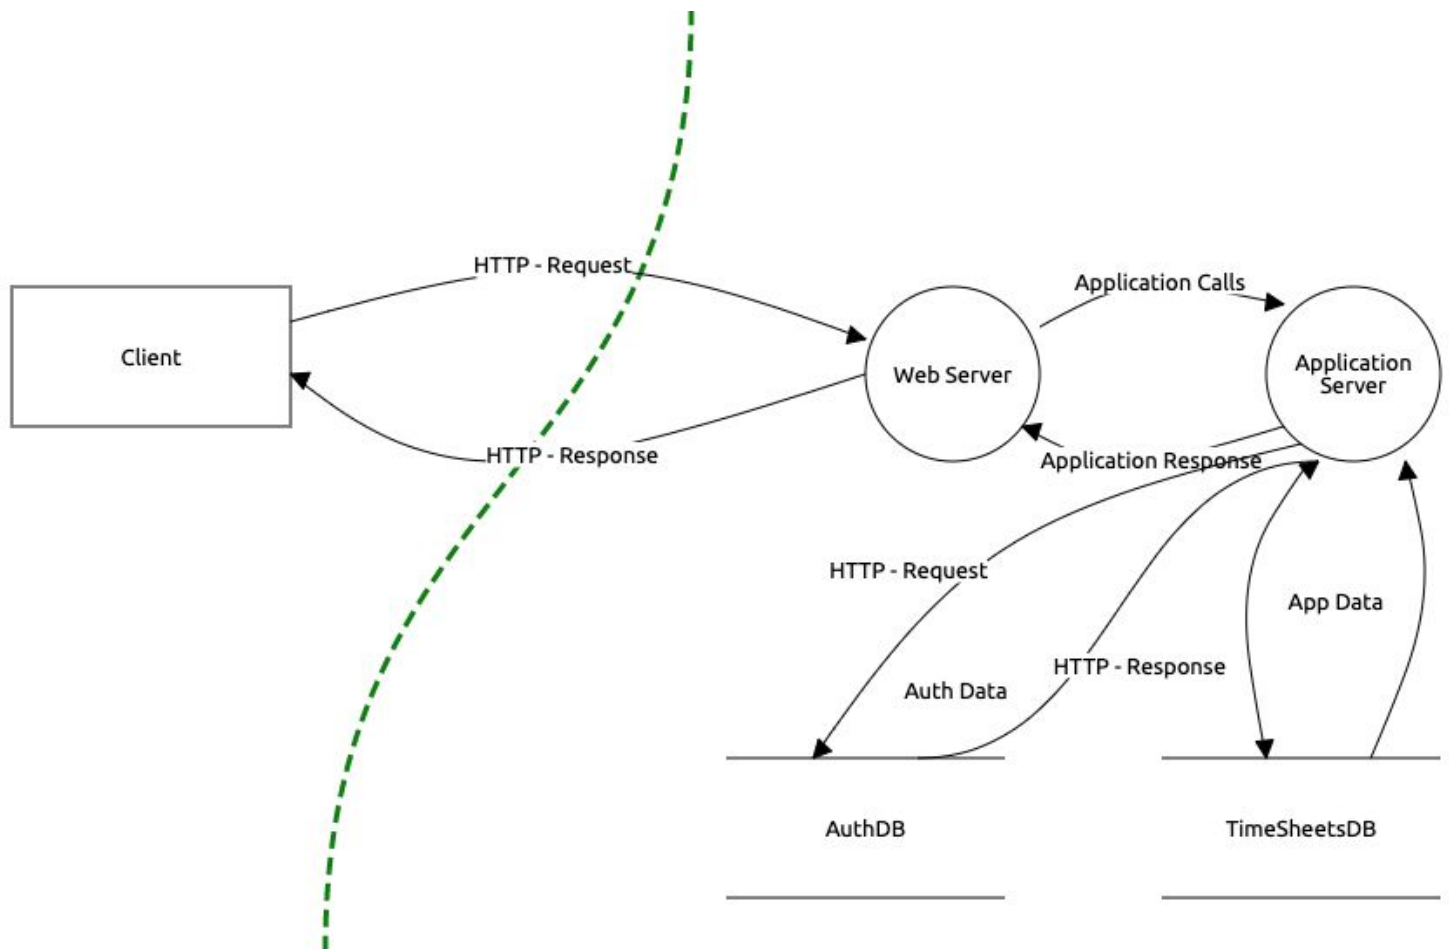 HTTP - Request
Application Calls
Client
Web Server
Application
Server
HTTP - Response
Application Response
HTTP - Request
App Data
HTTP - Response
Auth Data
AuthDB
TimeSheetsDB